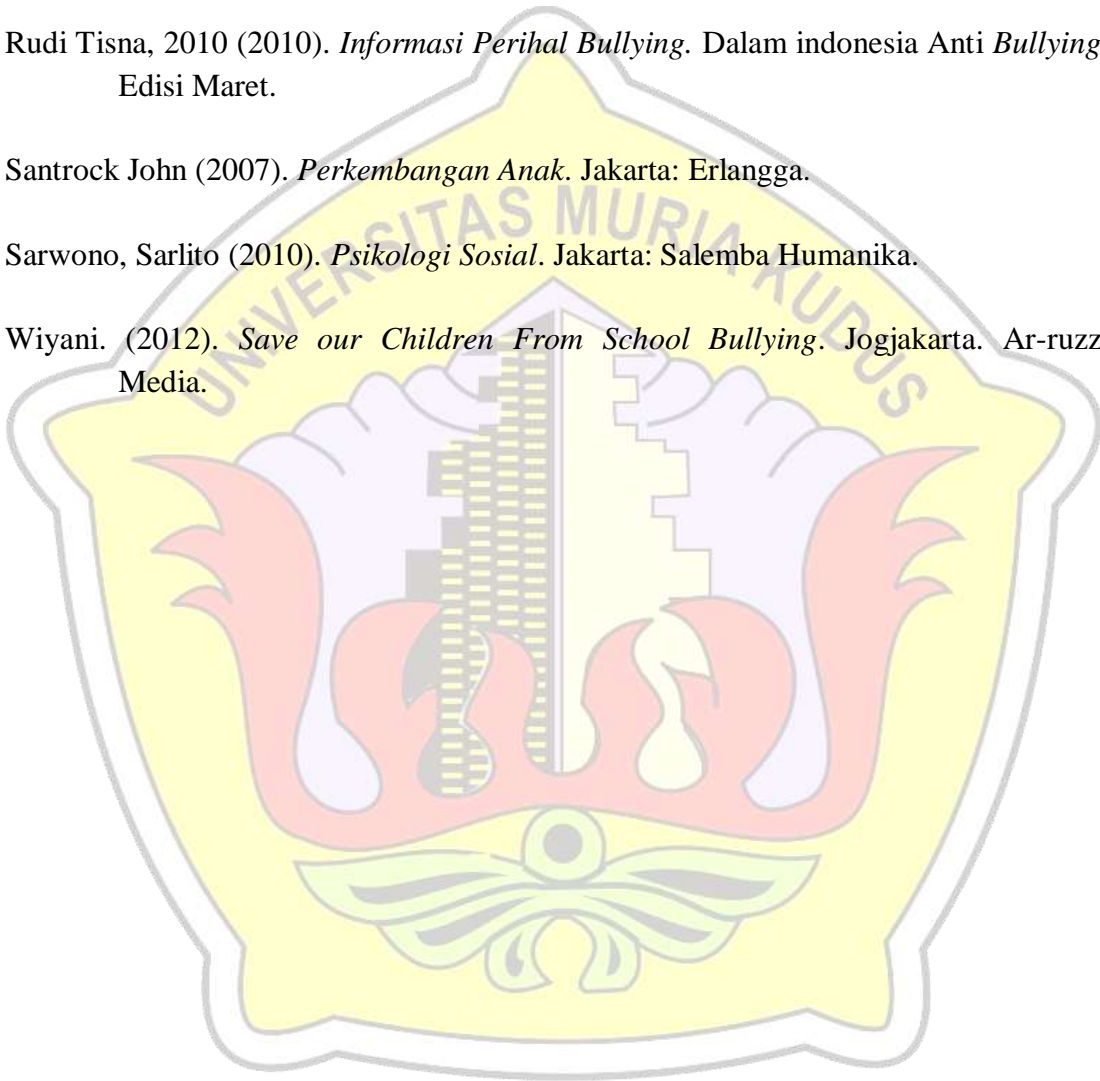 Rudi Tisna, 2010 (2010). Informasi Perihal Bullying. Dalam indonesia Anti Bullying
Edisi Maret.
Santrock John (2007). Perkembangan Anak. Jakarta: Erlangga.
Sarwono, Sarlito (2010). Psikologi Sosial. Jakarta: Salemba Humanika.
Wiyani. (2012). Save our Children From School Bullying. Jogjakarta. Ar-ruzz
Media.
UNIVERSITAS MURIA KUDUS